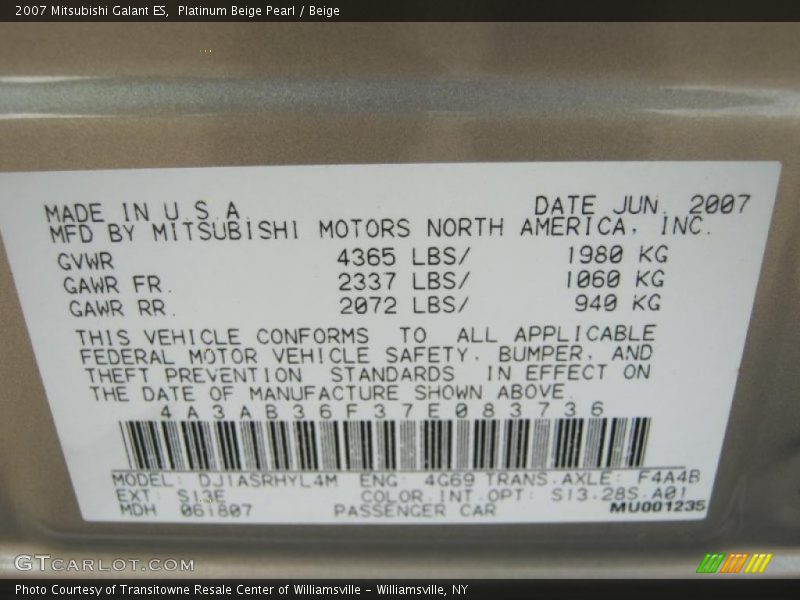 2007 Mitsubishi Galant ES, Platinum Beige Pearl / Beige
MADE IN U.S.A. DATE JUN. 2007
MFD BY MITSUBISHI MOTORS NORTH AMERICA, INC.
GVWR 4365 LBS/ 1980 KG
GAWR FR. 2337 LBS/ 1060 KG
GAWR RR. 2072 LBS/ 940 KG
THIS VEHICLE CONFORMS TO ALL APPLICABLE
FEDERAL MOTOR VEHICLE SAFETY, BUMPER, AND
THEFT PREVENTION STANDARDS IN EFFECT ON
THE DATE OF MANUFACTURE SHOWN ABOVE.
4A3AB36F37E083736
MODEL: DJ1ASRHYL4M ENG: 4G69 TRANS.AXLE: F4A4B
EXT: S13E COLOR.INT.OPT: S13.28S.A01
MDH 061807 PASSENGER CAR MU001235
GTCARLOT.COM
Photo Courtesy of Transitowne Resale Center of Williamsville – Williamsville, NY